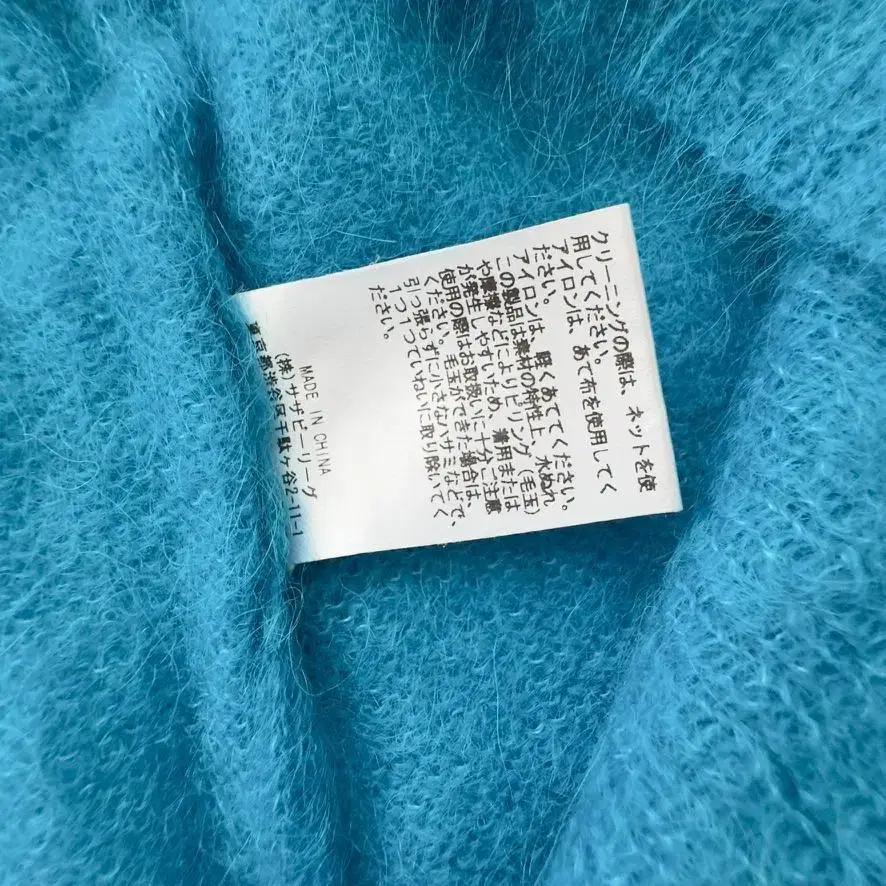 クリーニングの際は、ネットを使
用してください。
アイロンは、あて布を使用してく
ださい。
アイロンは、軽くあててください。
この製品は素材の特性上、水ぬれ
や摩擦などによりピリング(毛玉)
が発生しやすいため、着用または
使用の際はお取扱いに十分ご注意
ください。毛玉ができた場合は、
引っ張らずに小さなハサミなどで、
1つ1つていねいに取り除いてく
ださい。
MADE IN CHINA
(株)サザビーリーグ
東京都渋谷区千駄ヶ谷2-11-1